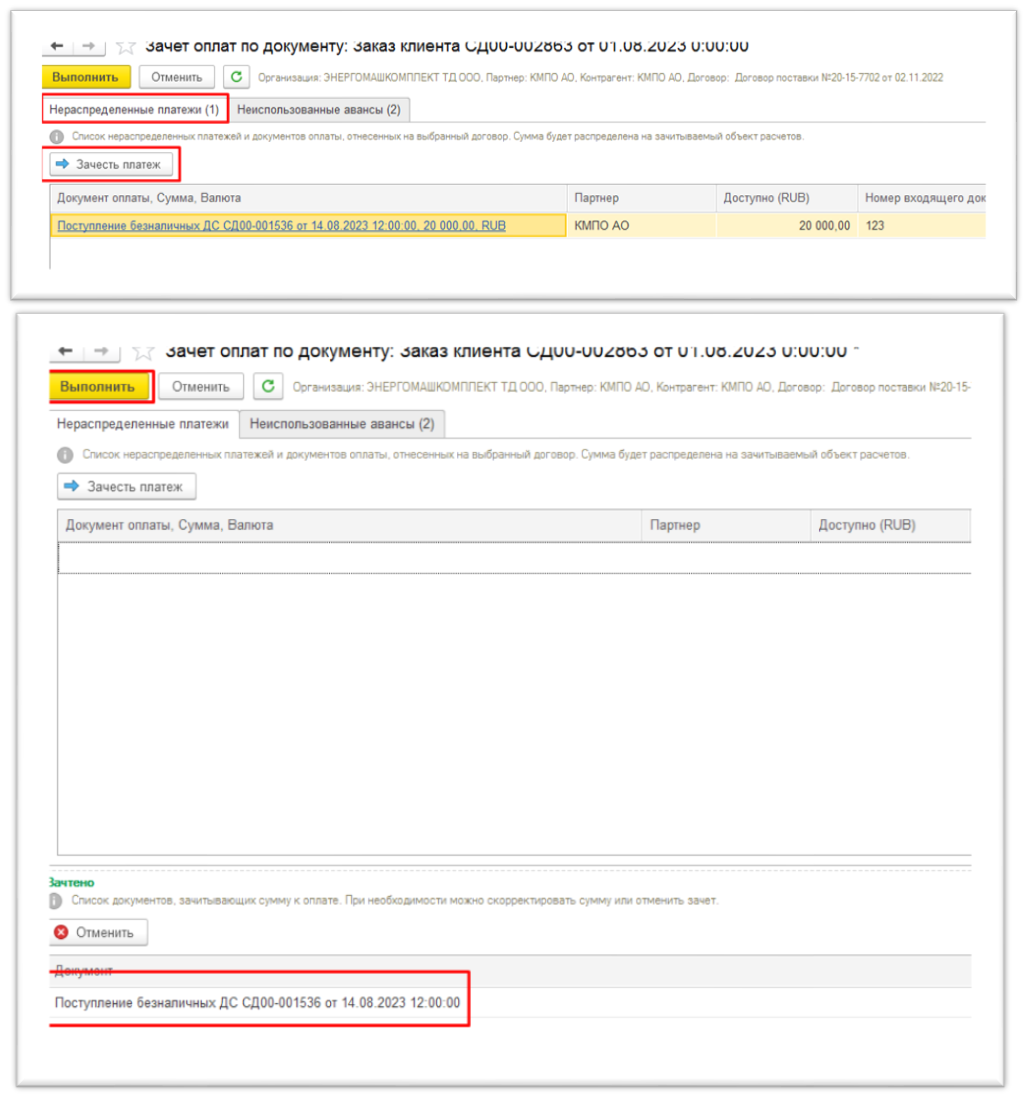 Зачет оплат по документу: Заказ клиента СД00-002863 от 01.08.2023 0:00:00
Выполнить Отменить Организация: ЭНЕРГОМАШКОМПЛЕКТ ТД ООО, Партнер: КМПО АО, Контрагент: КМПО АО, Договор: Договор поставки №20-15-7702 от 02.11.2022
Нераспределенные платежи (1) Неиспользованные авансы (2)
Список нераспределенных платежей и документов оплаты, отнесенных на выбранный договор. Сумма будет распределена на зачитываемый объект расчетов.
Зачесть платеж
Документ оплаты, Сумма, Валюта Партнер Доступно (RUB) Номер входящего док
Поступление безналичных ДС СД00-001536 от 14.08.2023 12:00:00, 20 000,00, RUB КМПО АО 20 000,00 123
Зачет оплат по документу: Заказ клиента СД00-002863 от 01.08.2023 0:00:00 *
Выполнить Отменить Организация: ЭНЕРГОМАШКОМПЛЕКТ ТД ООО, Партнер: КМПО АО, Контрагент: КМПО АО, Договор: Договор поставки №20-15-
Нераспределенные платежи Неиспользованные авансы (2)
Список нераспределенных платежей и документов оплаты, отнесенных на выбранный договор. Сумма будет распределена на зачитываемый объект расчетов.
Зачесть платеж
Документ оплаты, Сумма, Валюта Партнер Доступно (RUB)
Зачтено
Список документов, зачитывающих сумму к оплате. При необходимости можно скорректировать сумму или отменить зачет.
Отменить
Документ
Поступление безналичных ДС СД00-001536 от 14.08.2023 12:00:00